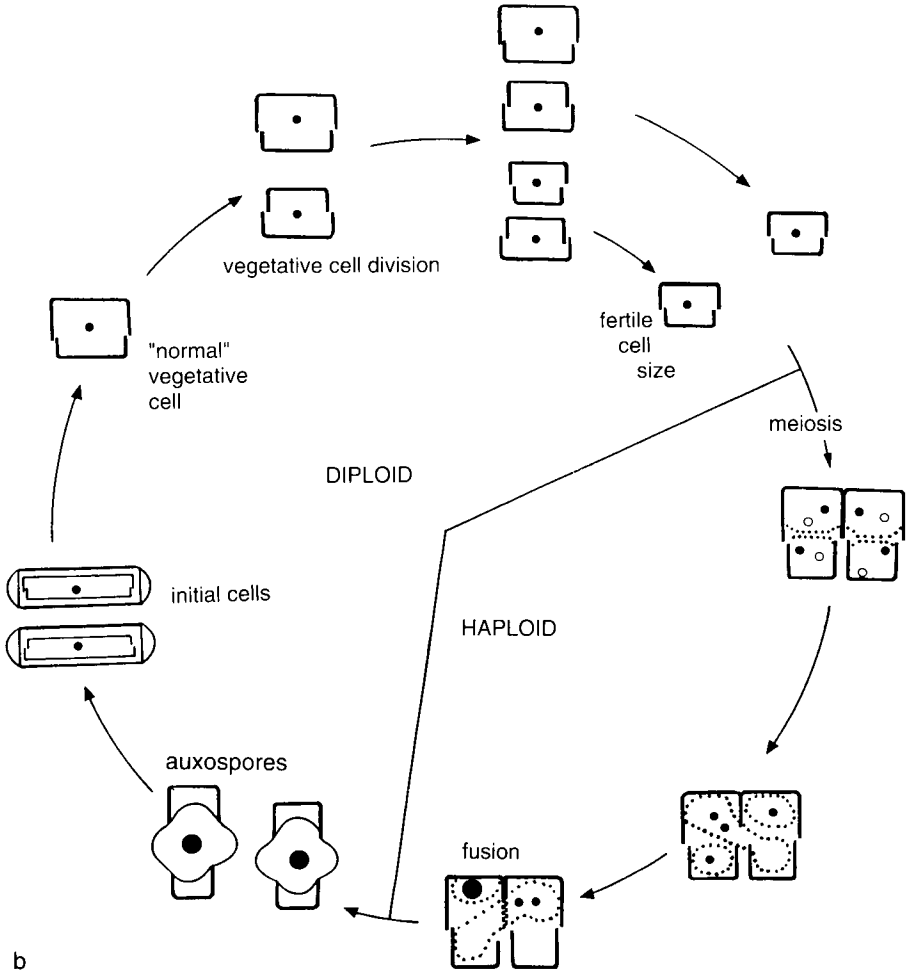 vegetative cell division
"normal"
vegetative
cell
fertile
cell
size
meiosis
DIPLOID
initial cells
HAPLOID
auxospores
fusion
b